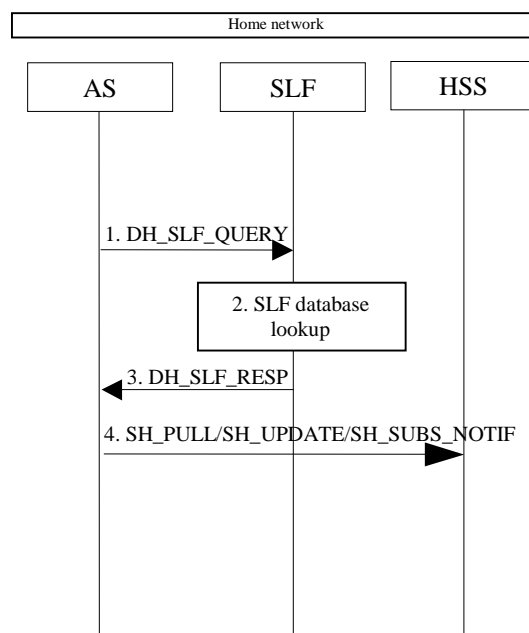 Home network
AS
SLF
HSS
1. DH_SLF_QUERY
2. SLF database
lookup
3. DH_SLF_RESP
4. SH_PULL/SH_UPDATE/SH_SUBS_NOTIF